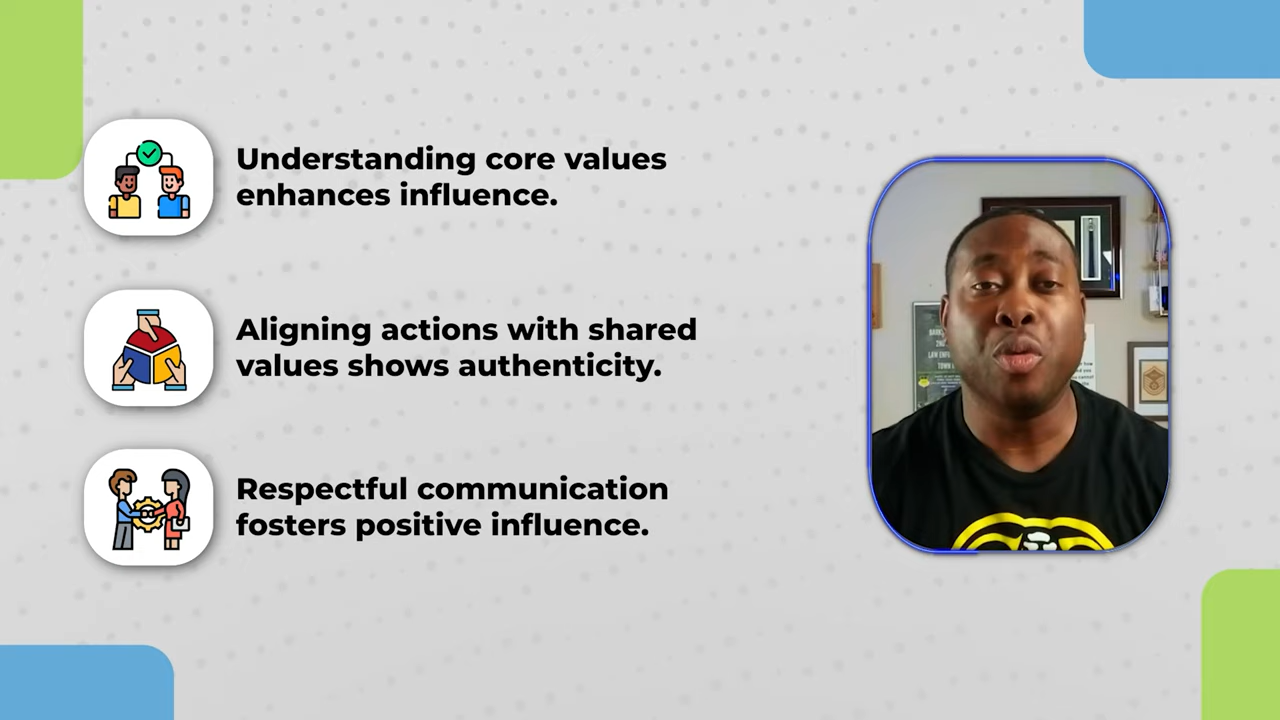 Understanding core values
enhances influence.
Aligning actions with shared
values shows authenticity.
Respectful communication
fosters positive influence.